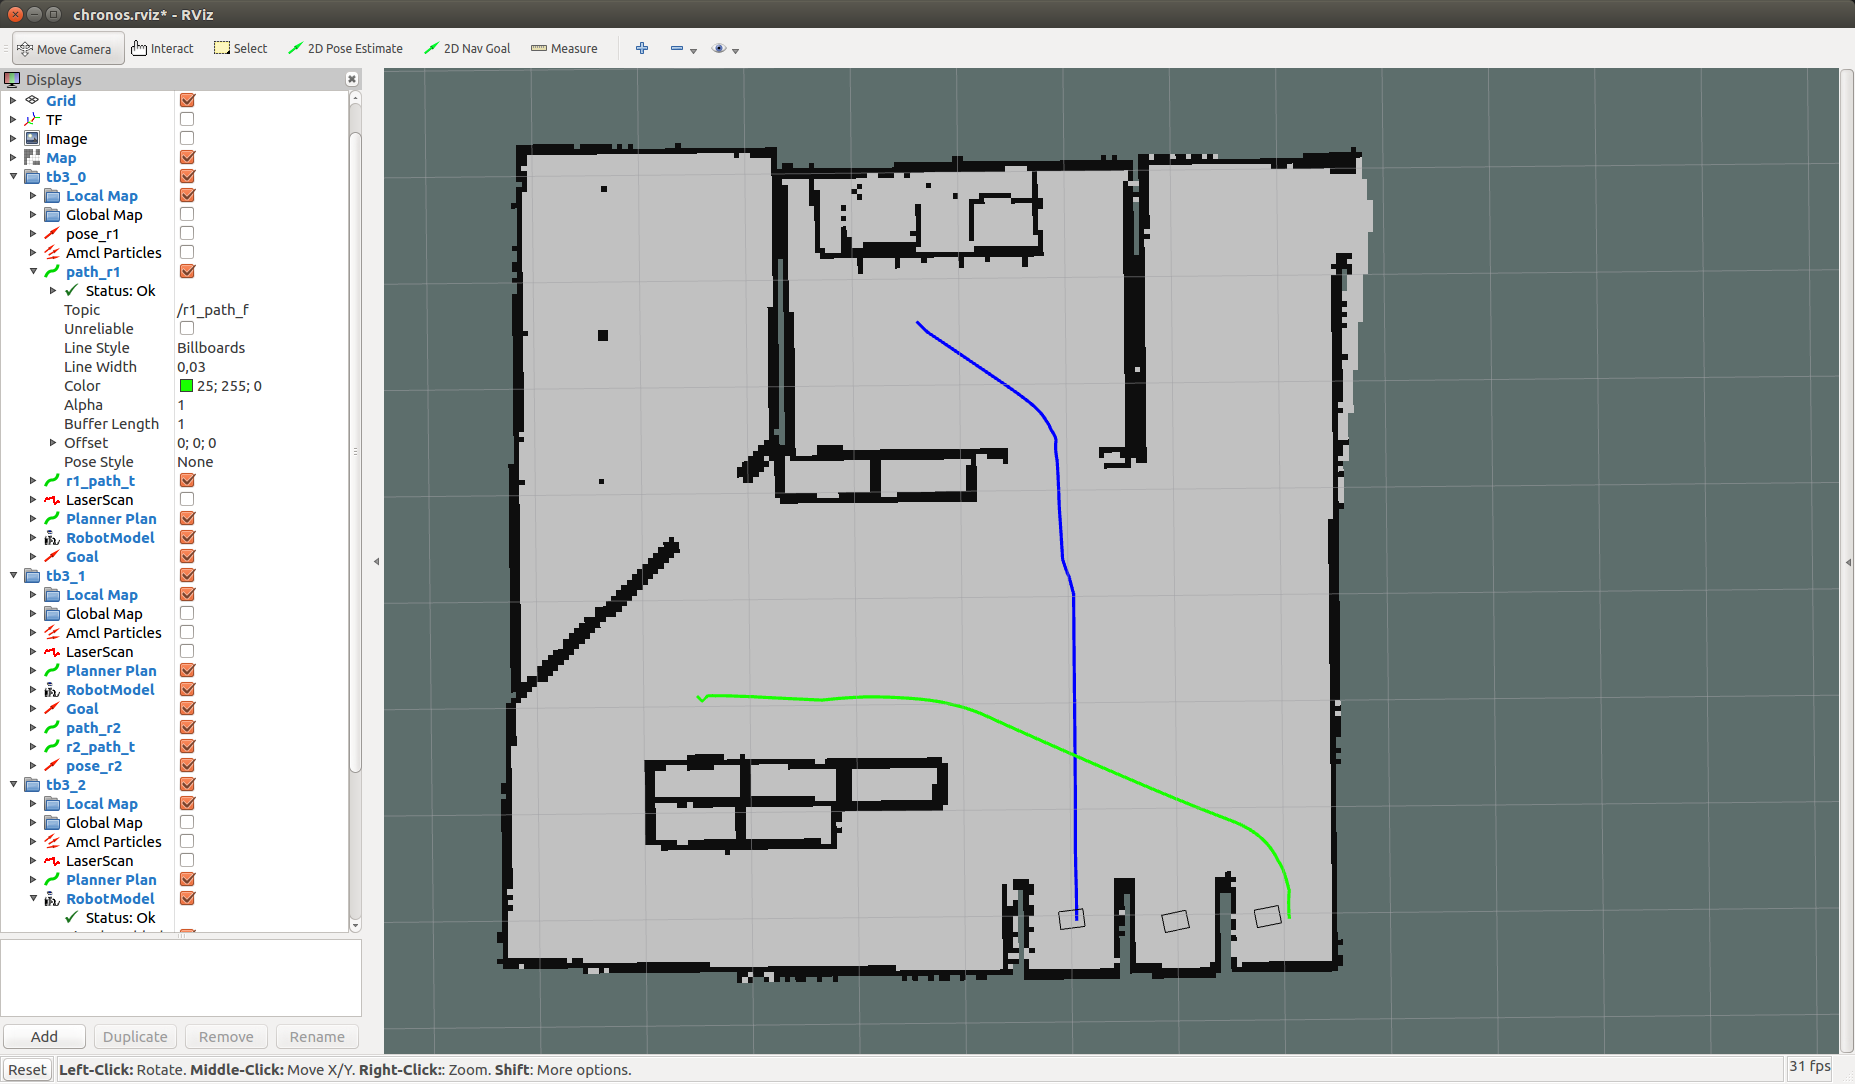 chronos.rviz* - RViz
Move Camera Interact Select 2D Pose Estimate 2D Nav Goal Measure
Displays
Grid
TF
Image
Map
tb3_0
Local Map
Global Map
pose_r1
Amcl Particles
path_r1
Status: Ok
Topic /r1_path_f
Unreliable
Line Style Billboards
Line Width 0,03
Color 25; 255; 0
Alpha 1
Buffer Length 1
Offset 0; 0; 0
Pose Style None
r1_path_t
LaserScan
Planner Plan
RobotModel
Goal
tb3_1
Local Map
Global Map
Amcl Particles
LaserScan
Planner Plan
RobotModel
Goal
path_r2
r2_path_t
pose_r2
tb3_2
Local Map
Global Map
Amcl Particles
LaserScan
Planner Plan
RobotModel
Status: Ok
Add Duplicate Remove Rename
Reset Left-Click: Rotate. Middle-Click: Move X/Y. Right-Click:: Zoom. Shift: More options. 31 fps